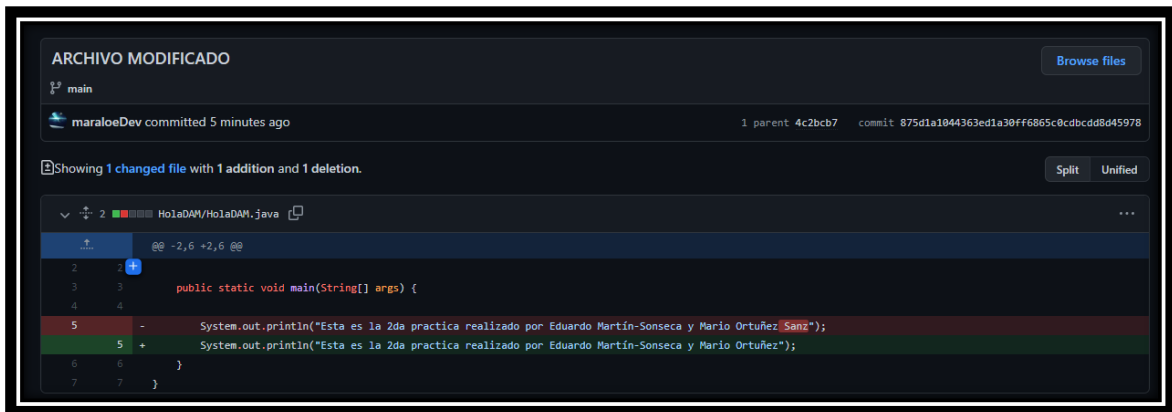 ARCHIVO MODIFICADO
Browse files
main
maraloeDev committed 5 minutes ago
1 parent 4c2bcb7 commit 875d1a1044363ed1a30ff6865c0cdbcdd8d45978
Showing 1 changed file with 1 addition and 1 deletion.
Split Unified
2 HolaDAM/HolaDAM.java
...
@@ -2,6 +2,6 @@
2 2 +
3 3 public static void main(String[] args) {
4 4
5 - System.out.println("Esta es la 2da practica realizado por Eduardo Martín-Sonseca y Mario Ortuñez Sanz");
5 + System.out.println("Esta es la 2da practica realizado por Eduardo Martín-Sonseca y Mario Ortuñez");
6 6 }
7 7 }